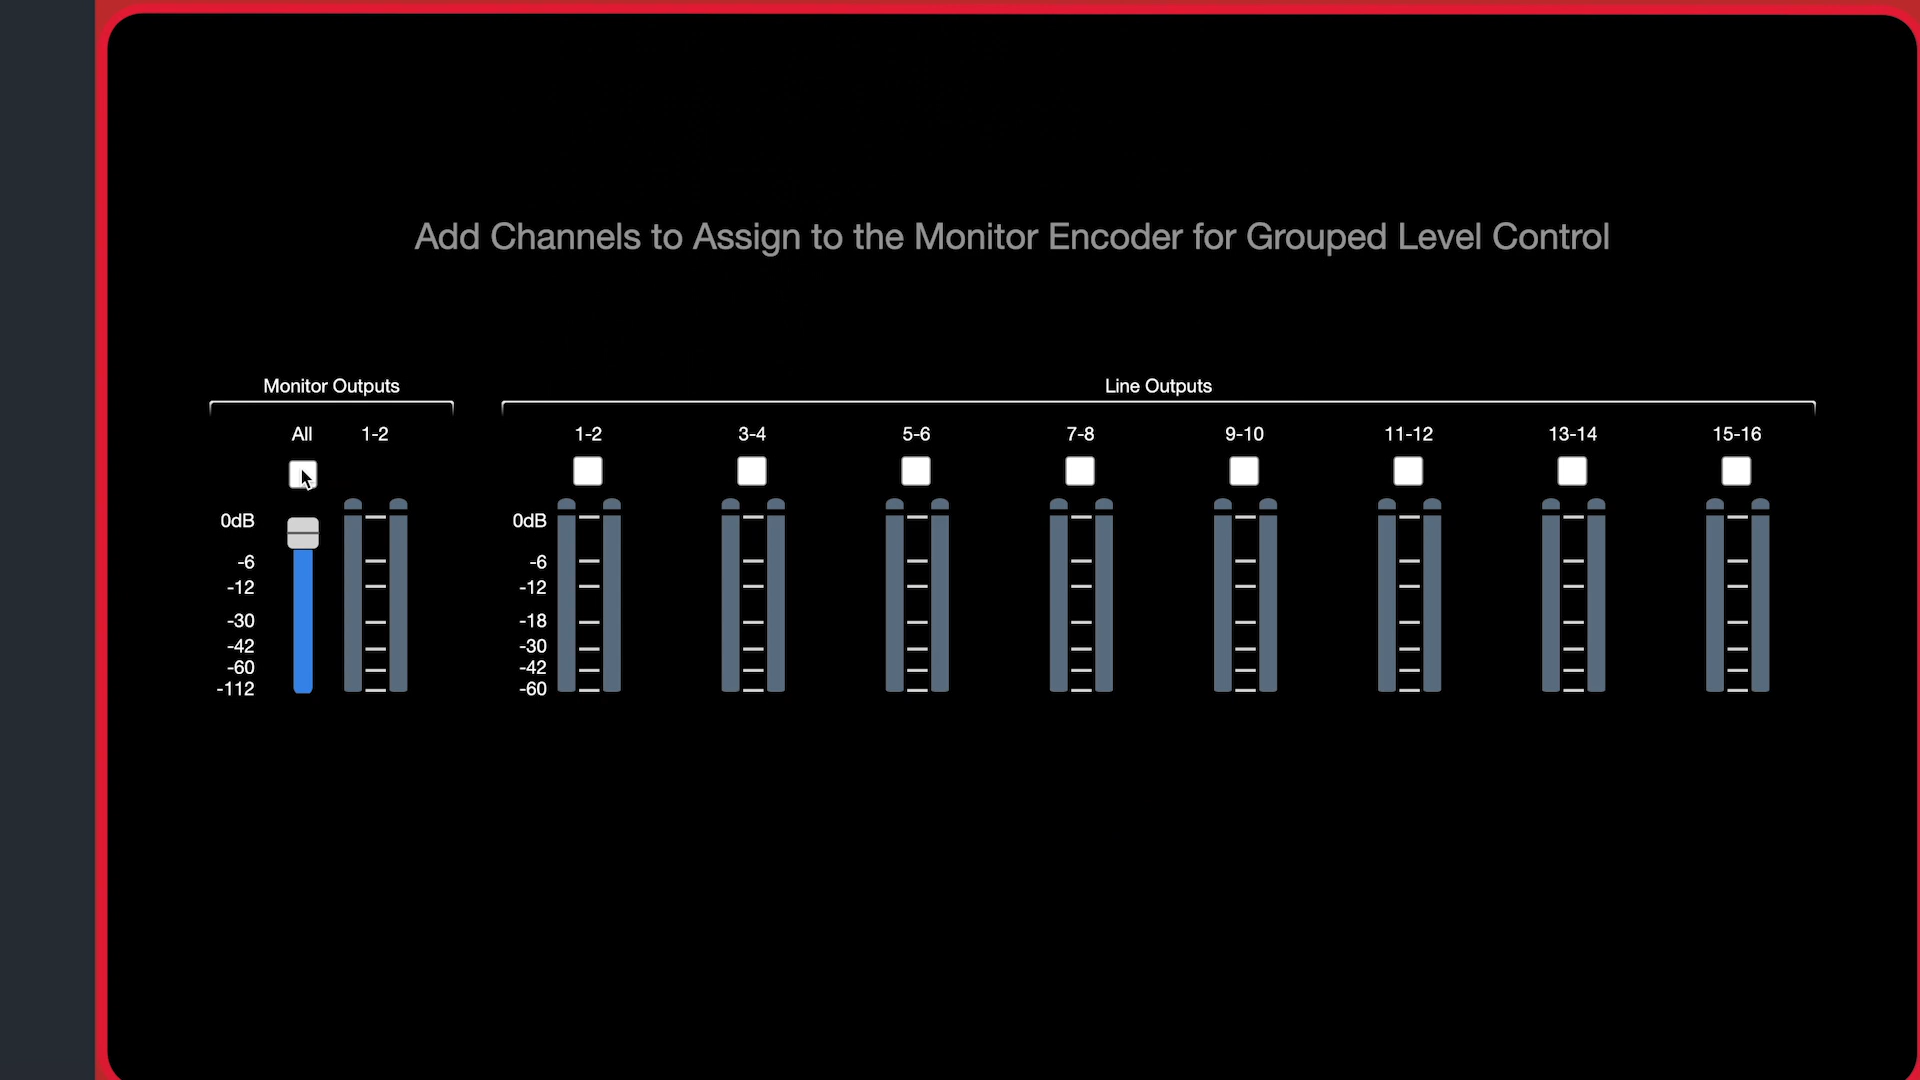 Add Channels to Assign to the Monitor Encoder for Grouped Level Control
Monitor Outputs
Line Outputs
All 1-2
1-2 3-4 5-6 7-8 9-10 11-12 13-14 15-16
0dB 0dB
-6 -6
-12 -12
-30 -18
-42 -30
-60 -42
-112 -60